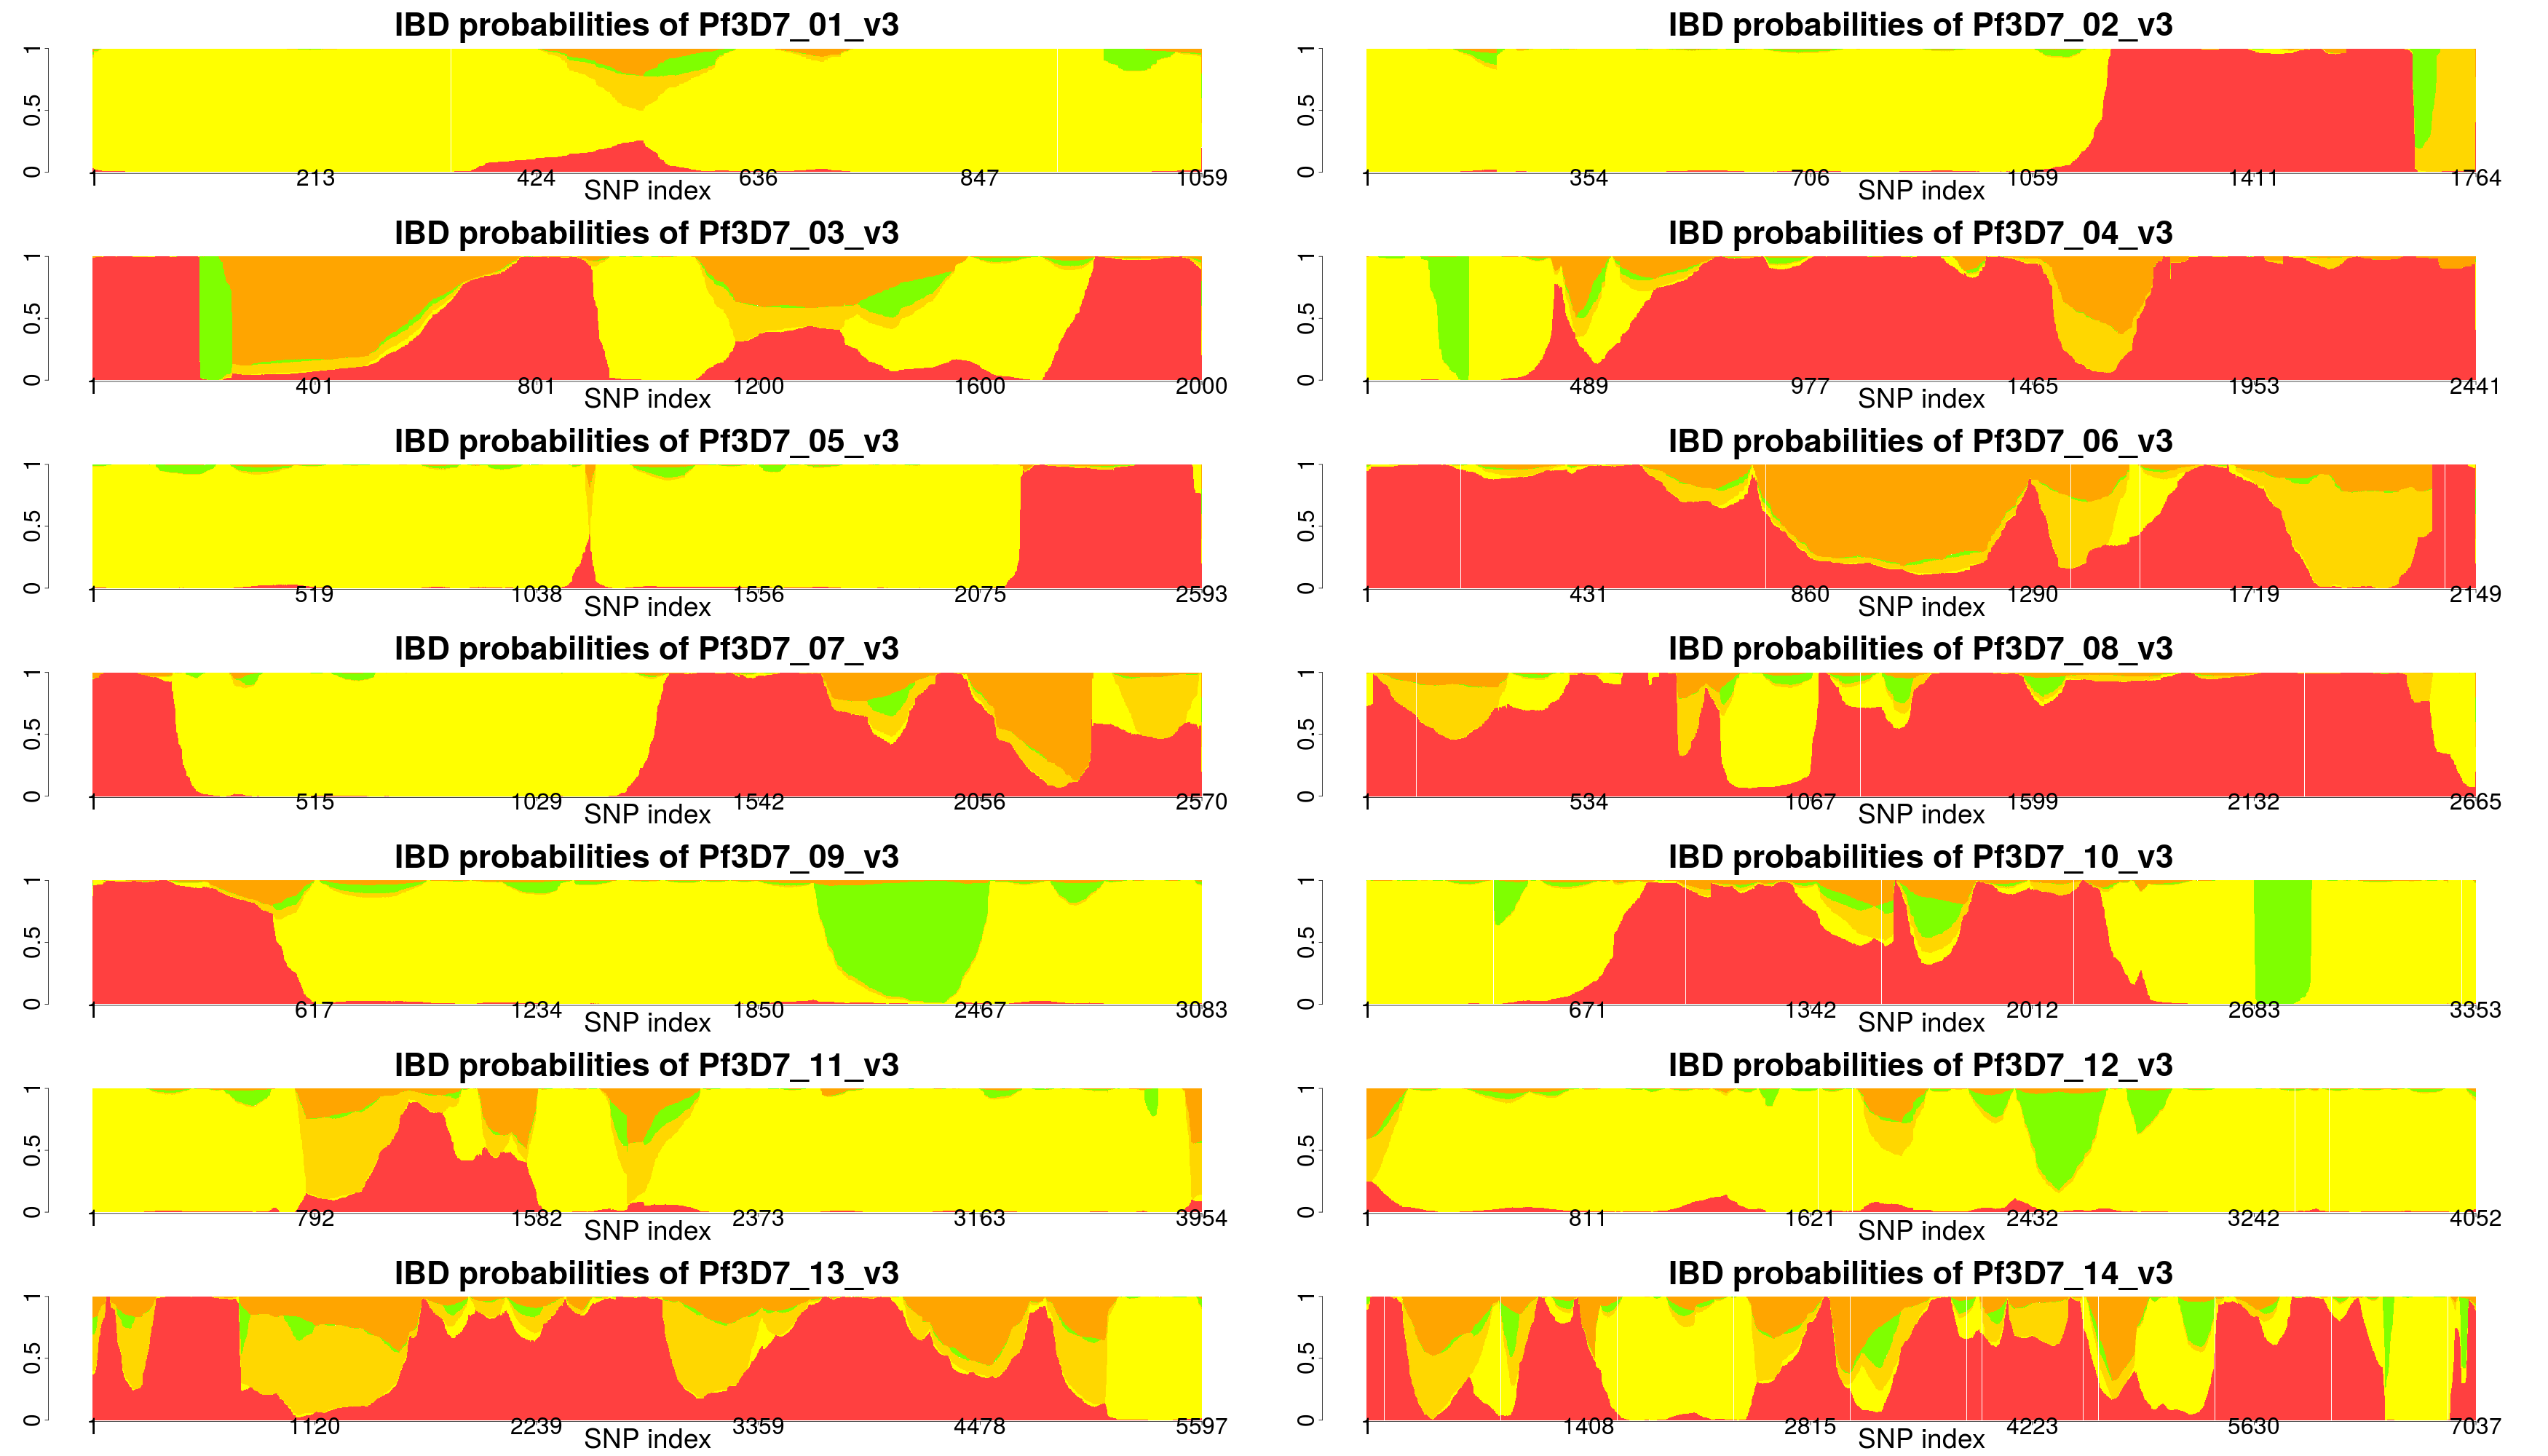 IBD probabilities of Pf3D7_01_v3
0 0.5 1
1 213 424 636 847 1059
SNP index
IBD probabilities of Pf3D7_02_v3
0 0.5 1
1 354 706 1059 1411 1764
SNP index
IBD probabilities of Pf3D7_03_v3
0 0.5 1
1 401 801 1200 1600 2000
SNP index
IBD probabilities of Pf3D7_04_v3
0 0.5 1
1 489 977 1465 1953 2441
SNP index
IBD probabilities of Pf3D7_05_v3
0 0.5 1
1 519 1038 1556 2075 2593
SNP index
IBD probabilities of Pf3D7_06_v3
0 0.5 1
1 431 860 1290 1719 2149
SNP index
IBD probabilities of Pf3D7_07_v3
0 0.5 1
1 515 1029 1542 2056 2570
SNP index
IBD probabilities of Pf3D7_08_v3
0 0.5 1
1 534 1067 1599 2132 2665
SNP index
IBD probabilities of Pf3D7_09_v3
0 0.5 1
1 617 1234 1850 2467 3083
SNP index
IBD probabilities of Pf3D7_10_v3
0 0.5 1
1 671 1342 2012 2683 3353
SNP index
IBD probabilities of Pf3D7_11_v3
0 0.5 1
1 792 1582 2373 3163 3954
SNP index
IBD probabilities of Pf3D7_12_v3
0 0.5 1
1 811 1621 2432 3242 4052
SNP index
IBD probabilities of Pf3D7_13_v3
0 0.5 1
1 1120 2239 3359 4478 5597
SNP index
IBD probabilities of Pf3D7_14_v3
0 0.5 1
1 1408 2815 4223 5630 7037
SNP index